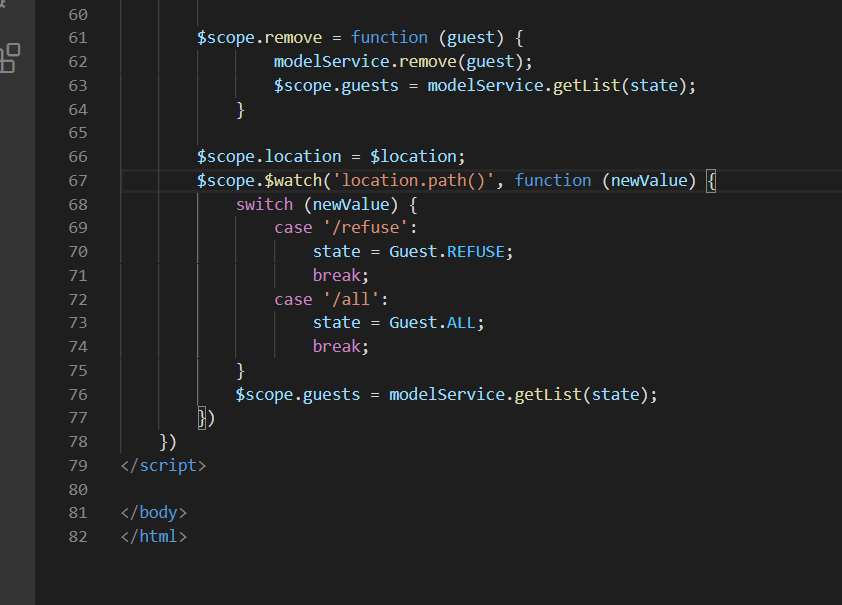 60
61 $scope.remove = function (guest) {
62 modelService.remove(guest);
63 $scope.guests = modelService.getList(state);
64 }
65
66 $scope.location = $location;
67 $scope.$watch('location.path()', function (newValue) {
68 switch (newValue) {
69 case '/refuse':
70 state = Guest.REFUSE;
71 break;
72 case '/all':
73 state = Guest.ALL;
74 break;
75 }
76 $scope.guests = modelService.getList(state);
77 })
78 })
79 </script>
80
81 </body>
82 </html>